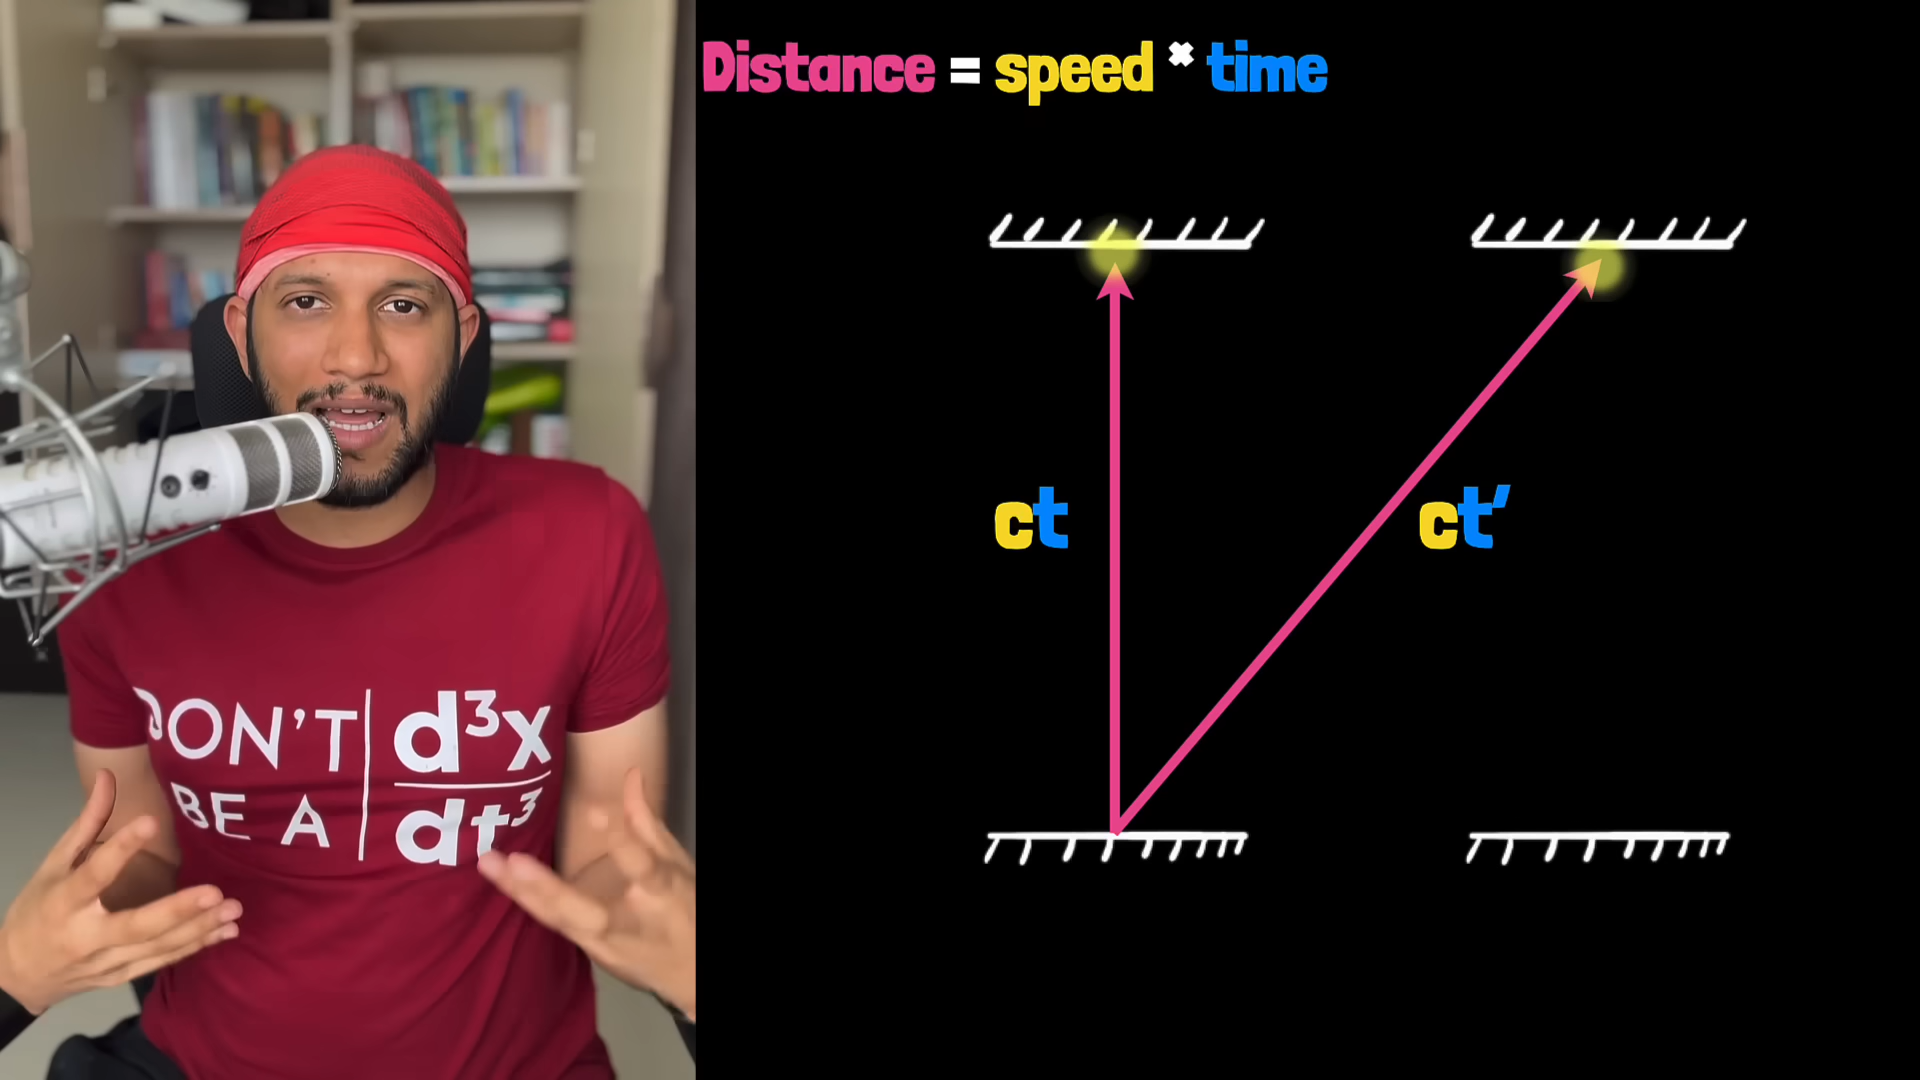 Distance = speed * time
ct
ct′
DON'T
BE A
d³x
dt³